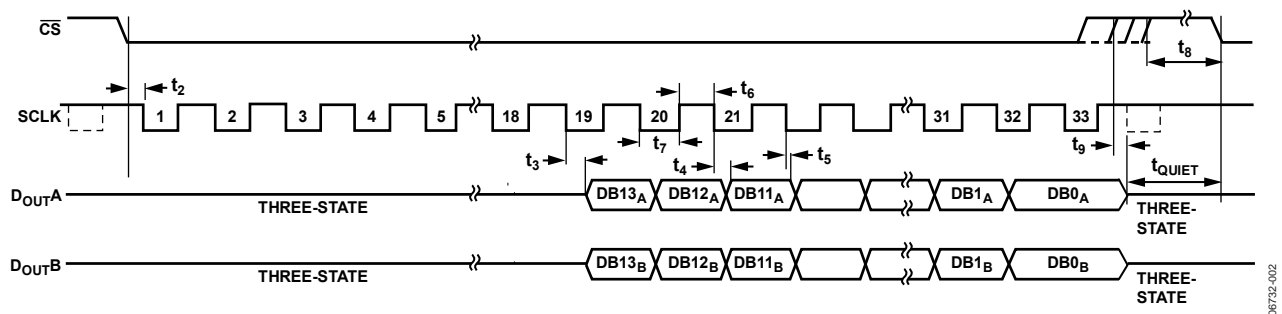 CS
t8
t2
t6
SCLK
1 2 3 4 5 18 19 20 21 31 32 33
t3
t7
t4
t5
t9
tQUIET
DOUTA
THREE-STATE
DB13A DB12A DB11A DB1A DB0A
THREE-
STATE
DOUTB
THREE-STATE
DB13B DB12B DB11B DB1B DB0B
THREE-
STATE
06732-002